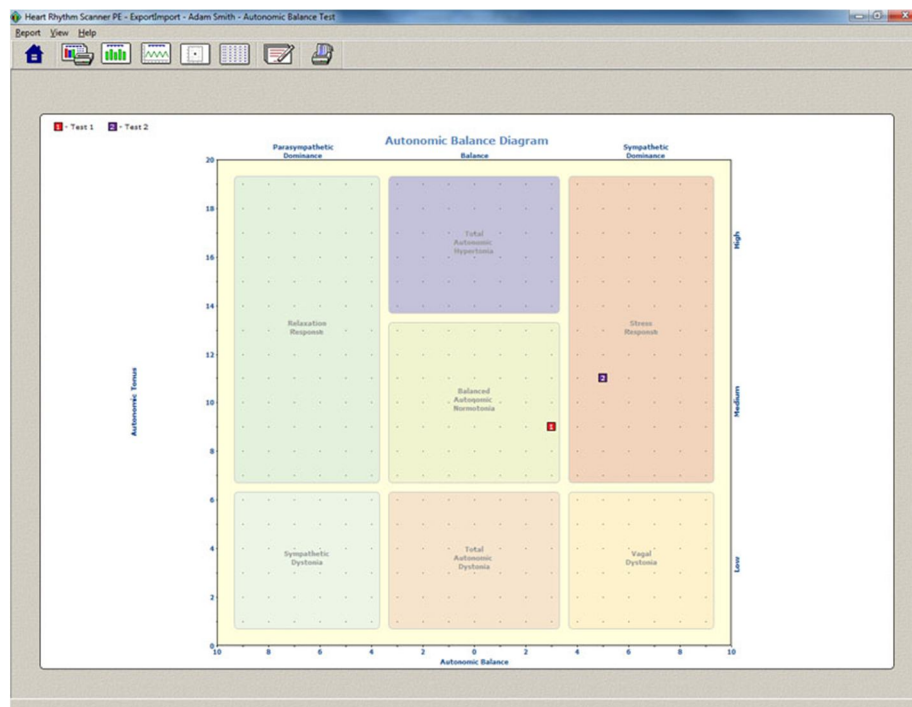 Heart Rhythm Scanner PE - ExportImport - Adam Smith - Autonomic Balance Test
Report View Help
1 - Test 1 2 - Test 2
Autonomic Balance Diagram
Parasympathetic
Dominance
Balance
Sympathetic
Dominance
20
18
16
14
12
10
8
6
4
2
0
Autonomic Tonus
Total
Autonomic
Hypertonia
Relaxation
Response
Stress
Response
Balanced
Autonomic
Normotonia
2
1
Sympathetic
Dystonia
Total
Autonomic
Dystonia
Vagal
Dystonia
High
Medium
Low
10 8 6 4 2 0 2 4 6 8 10
Autonomic Balance